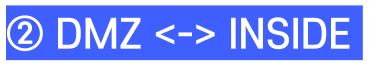 ② DMZ <-> INSIDE